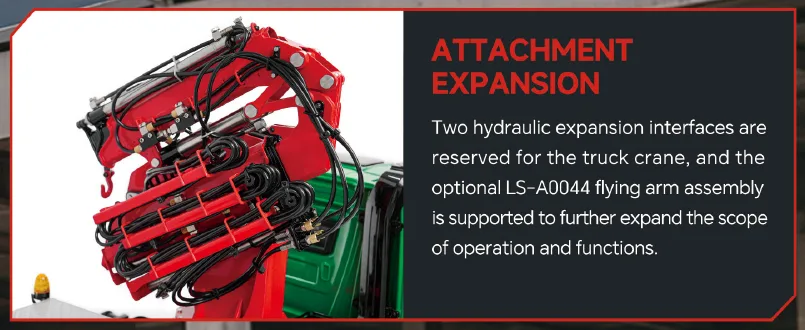 ATTACHMENT
EXPANSION
Two hydraulic expansion interfaces are
reserved for the truck crane, and the
optional LS-A0044 flying arm assembly
is supported to further expand the scope
of operation and functions.